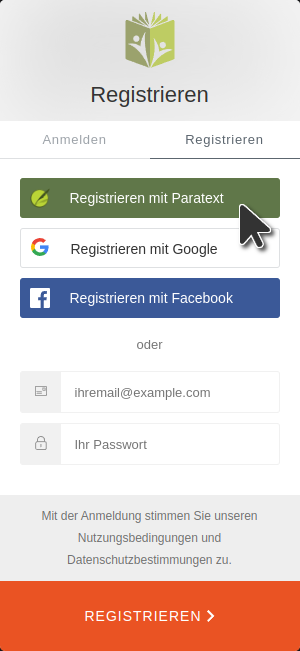 Registrieren
Anmelden
Registrieren
Registrieren mit Paratext
Registrieren mit Google
Registrieren mit Facebook
oder
ihremail@example.com
Ihr Passwort
Mit der Anmeldung stimmen Sie unseren
Nutzungsbedingungen und
Datenschutzbestimmungen zu.
REGISTRIEREN